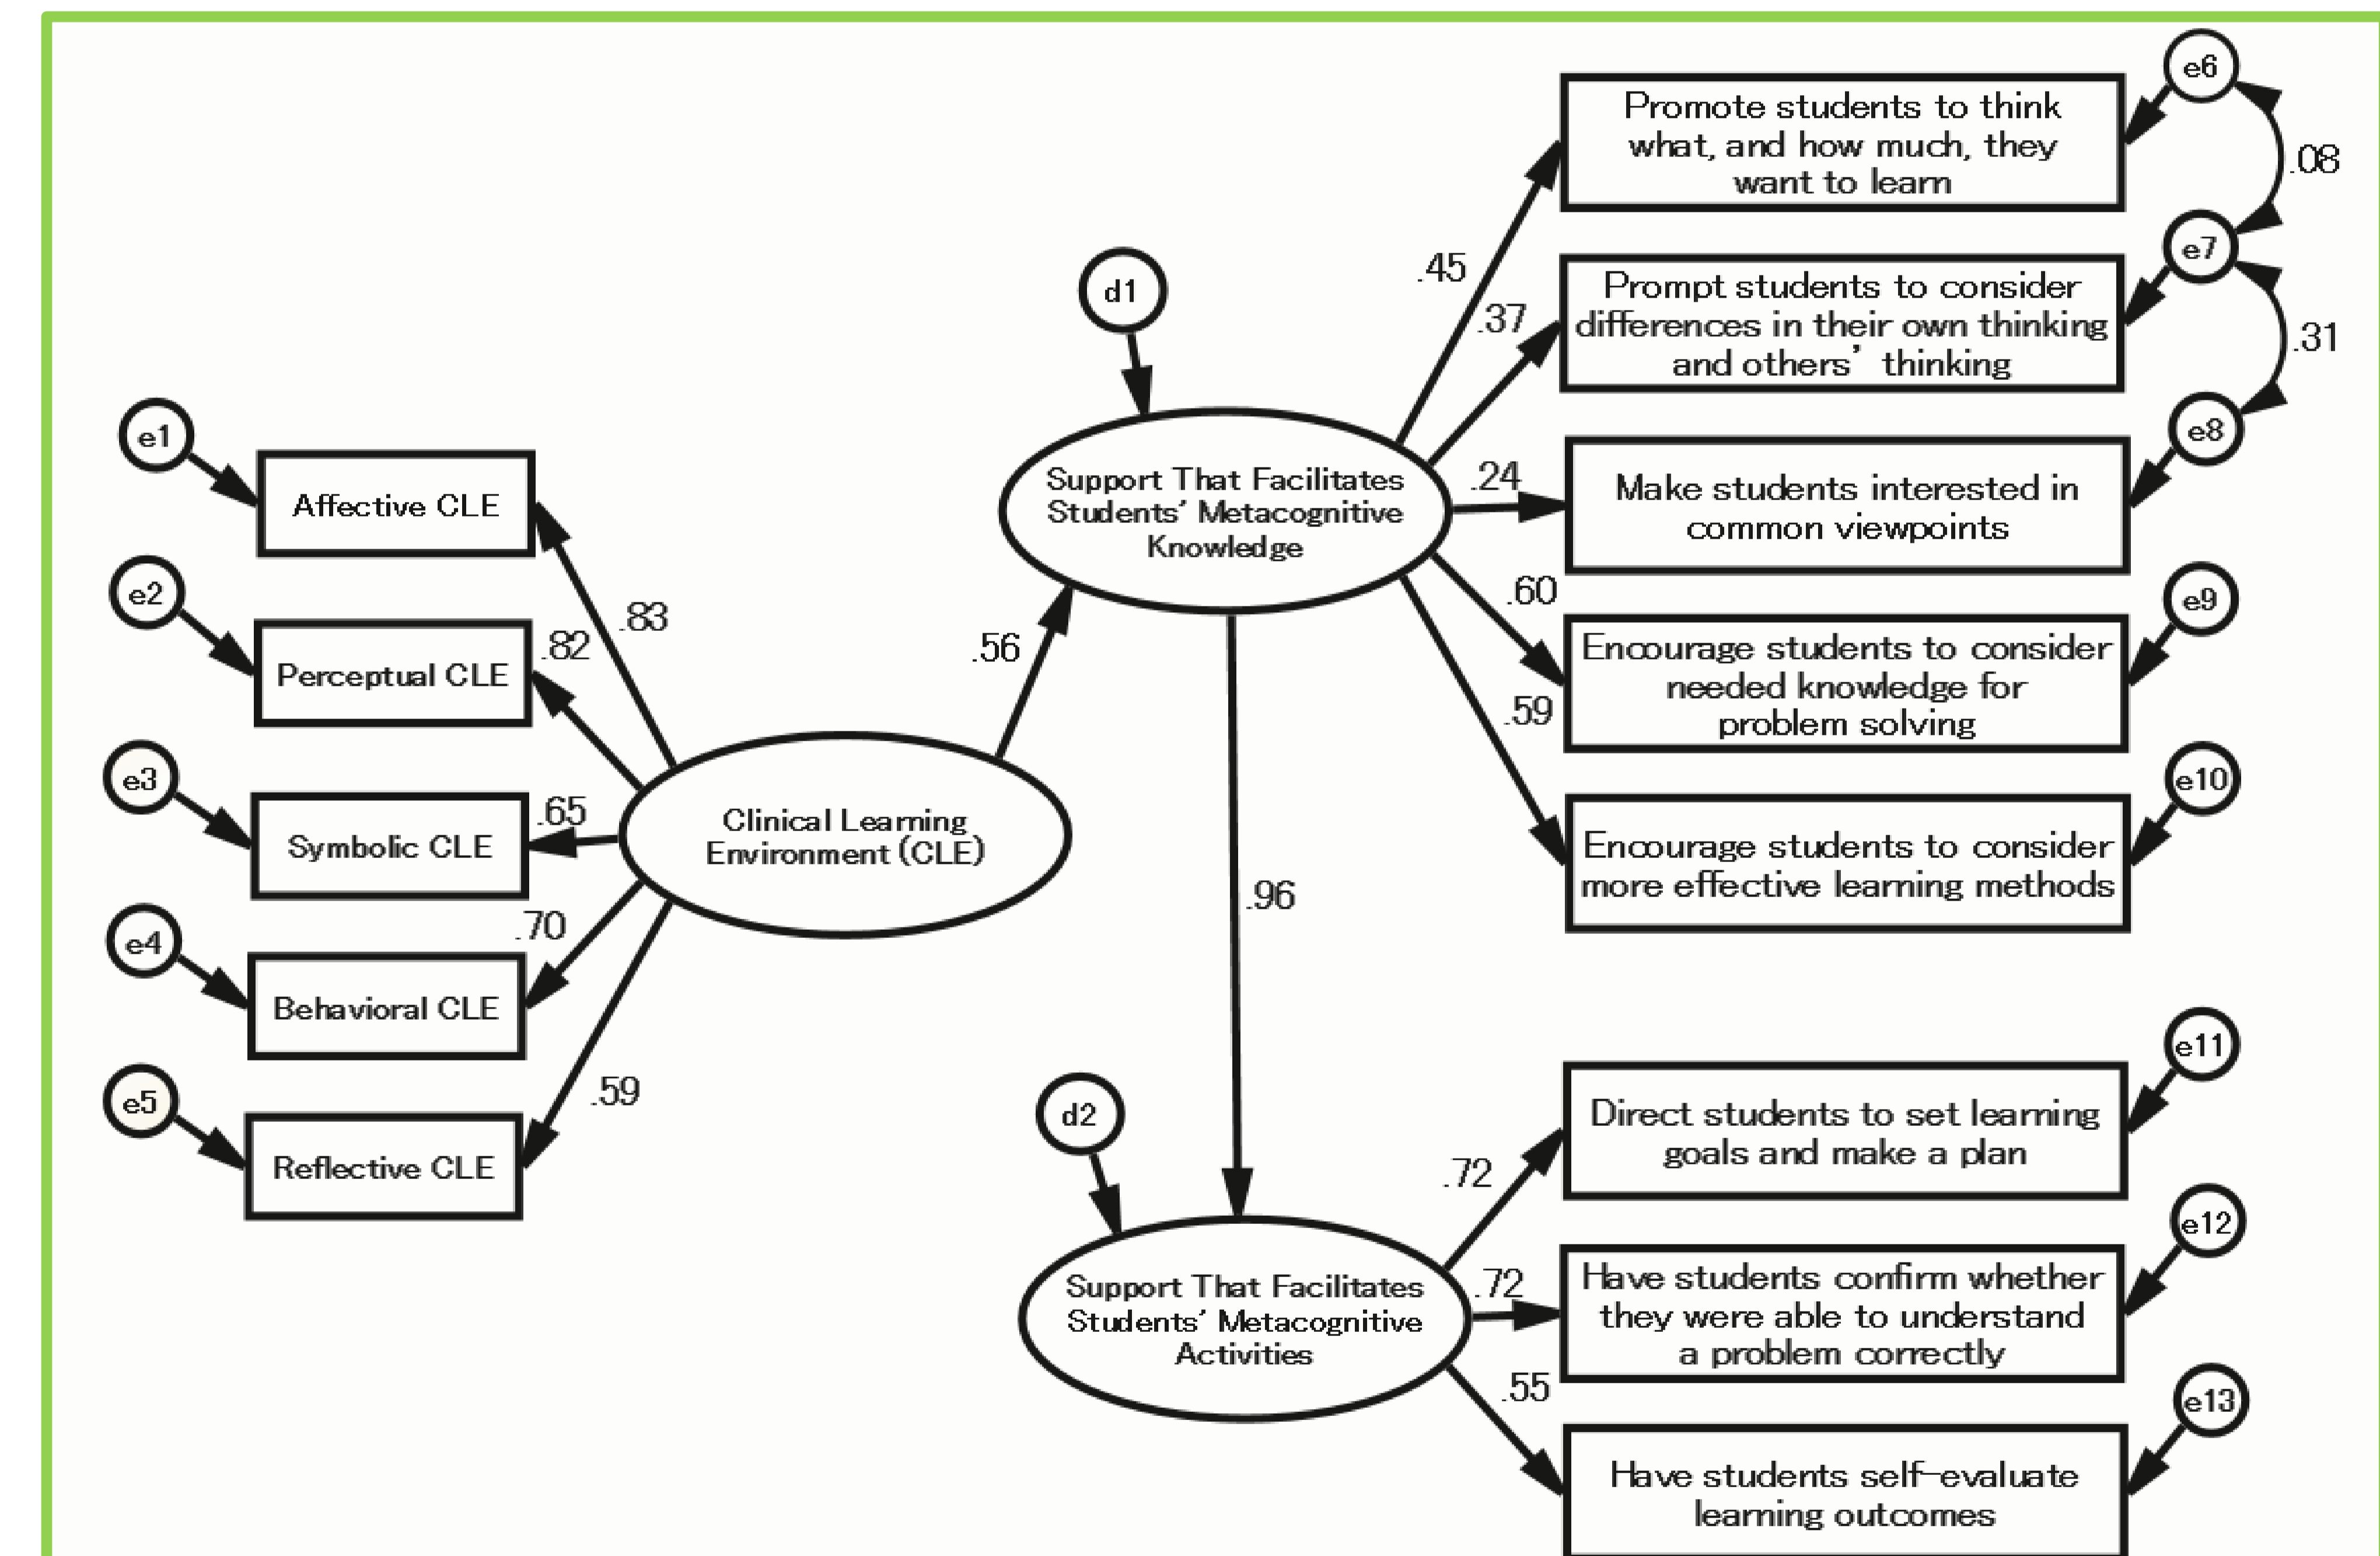 e1
Affective CLE
e2
Perceptual CLE
e3
Symbolic CLE
e4
Behavioral CLE
e5
Reflective CLE
.83
.82
.65
.70
.59
Clinical Learning
Environment (CLE)
.56
d1
Support That Facilitates
Students' Metacognitive
Knowledge
.96
d2
Support That Facilitates
Students' Metacognitive
Activities
.45
.37
.24
.60
.59
Promote students to think
what, and how much, they
want to learn
e6
.08
Prompt students to consider
differences in their own thinking
and others' thinking
e7
.31
Make students interested in
common viewpoints
e8
Encourage students to consider
needed knowledge for
problem solving
e9
Encourage students to consider
more effective learning methods
e10
.72
.72
.55
Direct students to set learning
goals and make a plan
e11
Have students confirm whether
they were able to understand
a problem correctly
e12
Have students self-evaluate
learning outcomes
e13